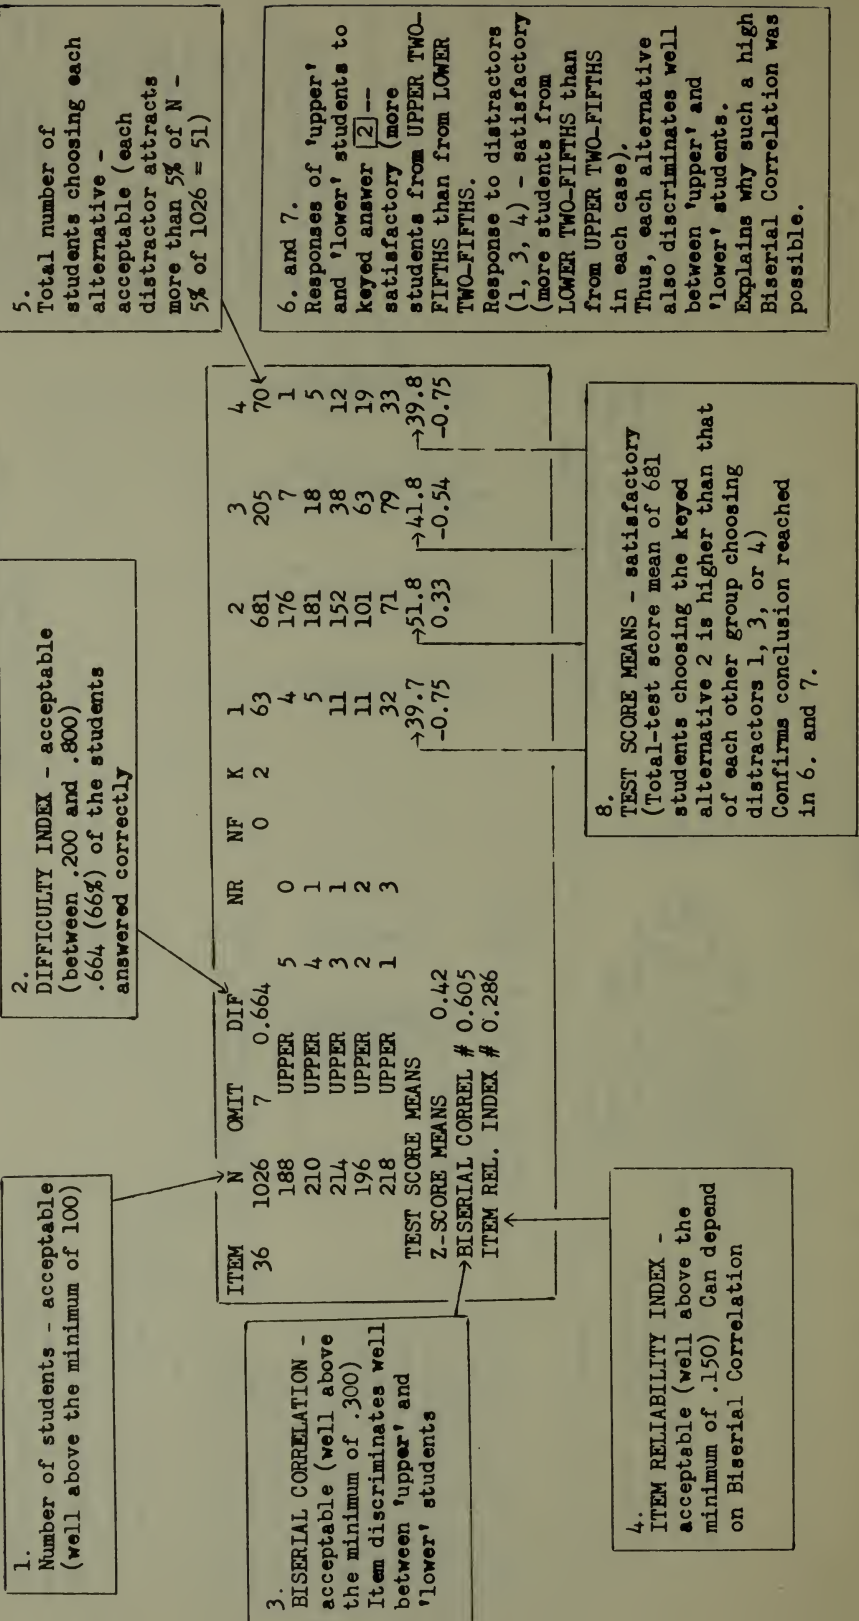 1.
Number of students - acceptable
(well above the minimum of 100)
2.
DIFFICULTY INDEX - acceptable
(between .200 and .800)
.664 (66%) of the students
answered correctly
5.
Total number of
students choosing each
alternative -
acceptable (each
distractor attracts
more than 5% of N -
5% of 1026 = 51)
3.
BISERIAL CORRELATION -
acceptable (well above
the minimum of .300)
Item discriminates well
between 'upper' and
'lower' students
ITEM N OMIT DIF NR NF K 1 2 3 4
36 1026 7 0.664 0 2 63 681 205 70
188 UPPER 5 0 4 176 7 1
210 UPPER 4 1 5 181 18 5
214 UPPER 3 1 11 152 38 12
196 UPPER 2 2 11 101 63 19
218 UPPER 1 3 32 71 79 33
TEST SCORE MEANS →39.7 →51.8 →41.8 →39.8
Z-SCORE MEANS 0.42 -0.75 0.33 -0.54 -0.75
BISERIAL CORREL # 0.605
ITEM REL. INDEX # 0.286
6. and 7.
Responses of 'upper'
and 'lower' students to
keyed answer 2 --
satisfactory (more
students from UPPER TWO-
FIFTHS than from LOWER
TWO-FIFTHS.
Response to distractors
(1, 3, 4) - satisfactory
(more students from
LOWER TWO-FIFTHS than
from UPPER TWO-FIFTHS
in each case).
Thus, each alternative
also discriminates well
between 'upper' and
'lower' students.
Explains why such a high
Biserial Correlation was
possible.
4.
ITEM RELIABILITY INDEX -
acceptable (well above the
minimum of .150) Can depend
on Biserial Correlation
8.
TEST SCORE MEANS - satisfactory
(Total-test score mean of 681
students choosing the keyed
alternative 2 is higher than that
of each other group choosing
distractors 1, 3, or 4)
Confirms conclusion reached
in 6. and 7.